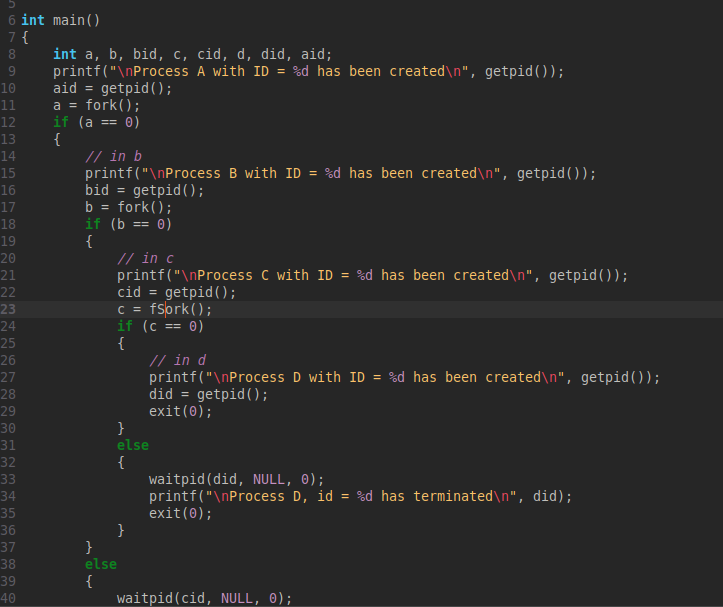 5
6 int main()
7 {
8 int a, b, bid, c, cid, d, did, aid;
9 printf("\nProcess A with ID = %d has been created\n", getpid());
10 aid = getpid();
11 a = fork();
12 if (a == 0)
13 {
14 // in b
15 printf("\nProcess B with ID = %d has been created\n", getpid());
16 bid = getpid();
17 b = fork();
18 if (b == 0)
19 {
20 // in c
21 printf("\nProcess C with ID = %d has been created\n", getpid());
22 cid = getpid();
23 c = fSork();
24 if (c == 0)
25 {
26 // in d
27 printf("\nProcess D with ID = %d has been created\n", getpid());
28 did = getpid();
29 exit(0);
30 }
31 else
32 {
33 waitpid(did, NULL, 0);
34 printf("\nProcess D, id = %d has terminated\n", did);
35 exit(0);
36 }
37 }
38 else
39 {
40 waitpid(cid, NULL, 0);